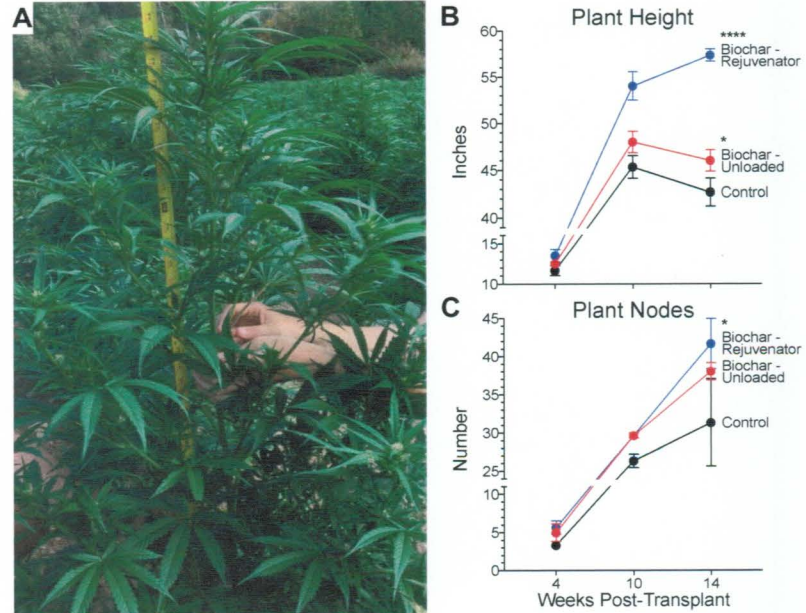 A
B
Plant Height
60
55
50
45
40
15
10
Inches
****
Biochar -
Rejuvenator
*
Biochar -
Unloaded
Control
C
Plant Nodes
45
40
35
30
25
10
5
0
Number
*
Biochar -
Rejuvenator
Biochar -
Unloaded
Control
4 10 14
Weeks Post-Transplant